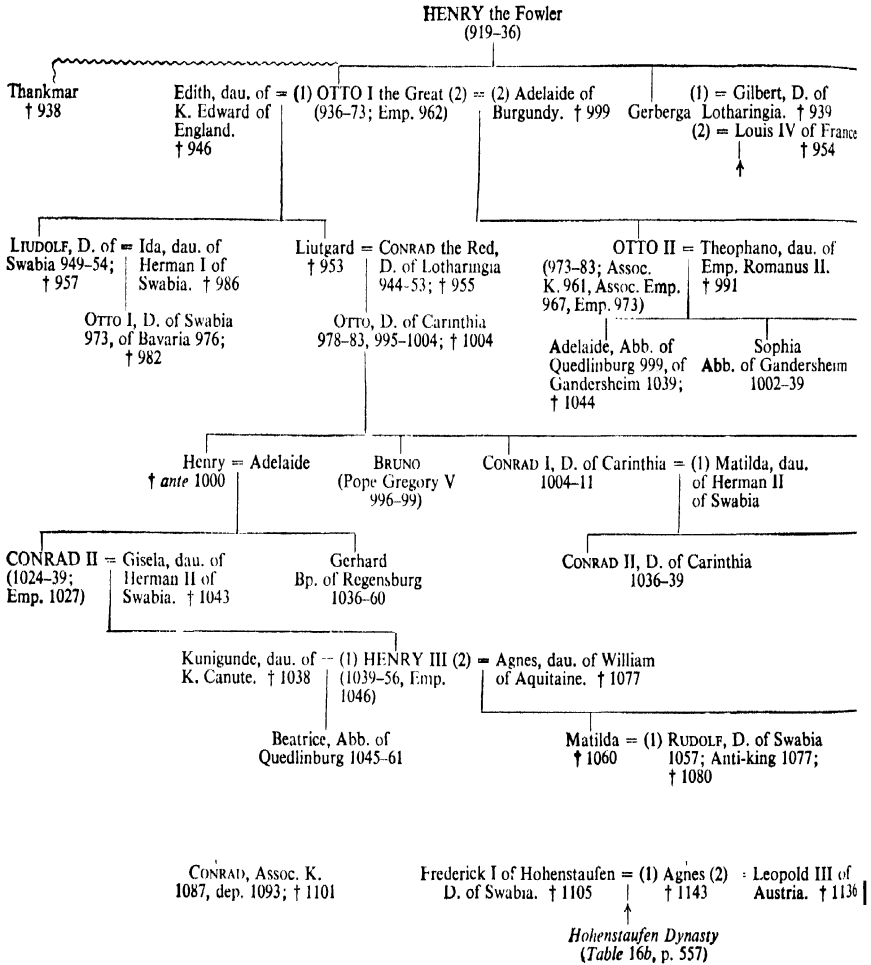 HENRY the Fowler
(919–36)
Thankmar
† 938
Edith, dau. of = (1) OTTO I the Great (2) = (2) Adelaide of
K. Edward of
England.
† 946
(936–73; Emp. 962)
Burgundy. † 999
Gerberga
(1) = Gilbert, D. of
Lotharingia. † 939
(2) = Louis IV of France
† 954
LIUDOLF, D. of = Ida, dau. of
Swabia 949–54;
† 957
Herman I of
Swabia. † 986
Liutgard = CONRAD the Red,
† 953
D. of Lotharingia
944–53; † 955
OTTO II = Theophano, dau. of
(973–83; Assoc.
K. 961, Assoc. Emp.
967, Emp. 973)
Emp. Romanus II.
† 991
OTTO I, D. of Swabia
973, of Bavaria 976;
† 982
OTTO, D. of Carinthia
978–83, 995–1004; † 1004
Adelaide, Abb. of
Quedlinburg 999, of
Gandersheim 1039;
† 1044
Sophia
Abb. of Gandersheim
1002–39
Henry = Adelaide
† ante 1000
BRUNO
(Pope Gregory V
996–99)
CONRAD I, D. of Carinthia = (1) Matilda, dau.
1004–11
of Herman II
of Swabia
CONRAD II = Gisela, dau. of
(1024–39;
Emp. 1027)
Herman II of
Swabia. † 1043
Gerhard
Bp. of Regensburg
1036–60
CONRAD II, D. of Carinthia
1036–39
Kunigunde, dau. of = (1) HENRY III (2) = Agnes, dau. of William
K. Canute. † 1038
(1039–56, Emp.
1046)
of Aquitaine. † 1077
Beatrice, Abb. of
Quedlinburg 1045–61
Matilda = (1) RUDOLF, D. of Swabia
† 1060
1057; Anti-king 1077;
† 1080
CONRAD, Assoc. K.
1087, dep. 1093; † 1101
Frederick I of Hohenstaufen = (1) Agnes (2) = Leopold III of
D. of Swabia. † 1105
† 1143
Austria. † 1136
Hohenstaufen Dynasty
(Table 16b, p. 557)